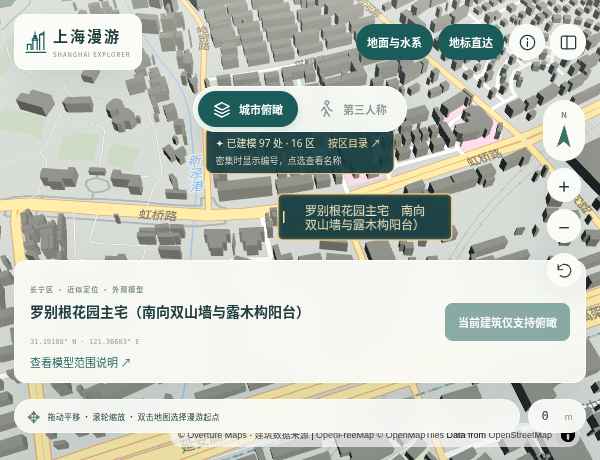 上海漫游
SHANGHAI EXPLORER
地面与水系
地标直达
城市俯瞰
第三人称
✦ 已建模 97 处 · 16 区 按区目录 ↗
密集时显示编号，点选查看名称
N
新泾港
虹桥路
虹桥路
罗别根花园主宅（南向
双山墙与露木构阳台）
+
−
长宁区 · 近似定位 · 外观模型
罗别根花园主宅（南向双山墙与露木构阳台）
当前建筑仅支持俯瞰
31.19188° N · 121.36683° E
查看模型范围说明 ↗
拖动平移 · 滚轮缩放 · 双击地图选择漫游起点
0 m
© Overture Maps · 建筑数据来源 | OpenFreeMap © OpenMapTiles Data from OpenStreetMap